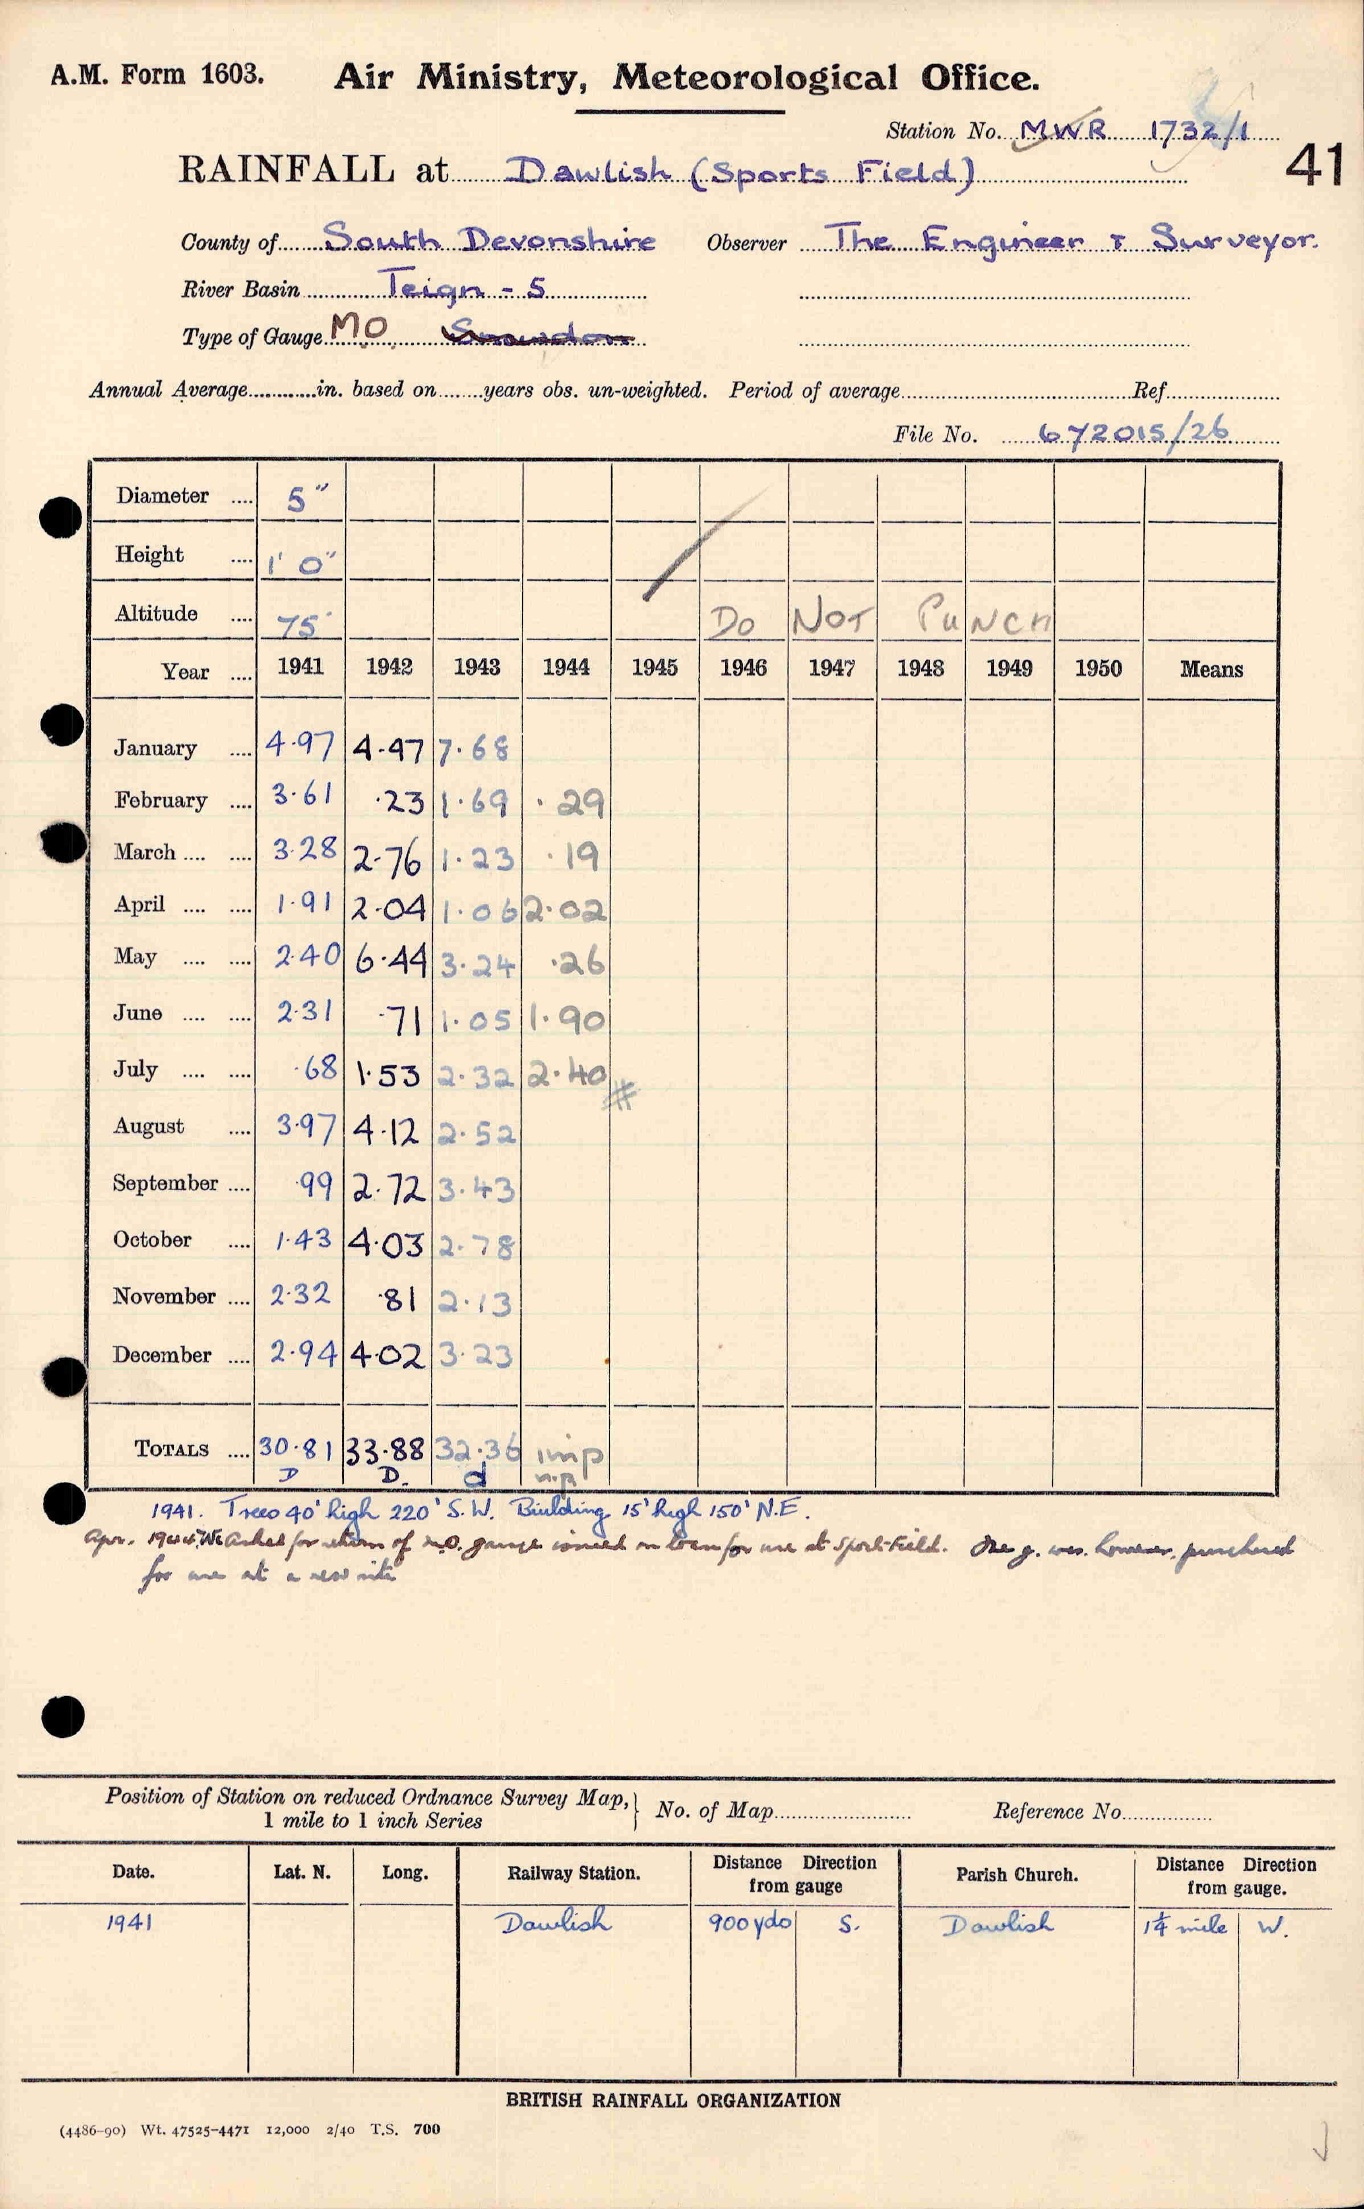 A.M. Form 1603. Air Ministry, Meteorological Office.
Station No. MWR 1732/1
41
RAINFALL at Dawlish (Sports Field)
County of South Devonshire Observer The Engineer & Surveyor.
River Basin Teign - 5
Type of Gauge M.O. Snowdon
Annual Average............in. based on.......years obs. un-weighted. Period of average..........Ref..........
File No. 672015/26
Diameter .... 5"
Height .... 1' 0"
Altitude .... 75' Do Not Punch
Year .... 1941 1942 1943 1944 1945 1946 1947 1948 1949 1950 Means
January .... 4.97 4.47 7.68
February .... 3.61 .23 1.69 .29
March .... .... 3.28 2.76 1.23 .19
April .... .... 1.91 2.04 1.06 2.02
May .... .... 2.40 6.44 3.24 .26
June .... .... 2.31 .71 1.05 1.90
July .... .... .68 1.53 2.32 2.40
#
August .... 3.97 4.12 2.52
September .... .99 2.72 3.43
October .... 1.43 4.03 2.78
November .... 2.32 .81 2.13
December .... 2.94 4.02 3.23
TOTALS .... 30.81 33.88 32.36 imp
D D. d n.p
1941. Trees 40' high 220' S.W. Building 15' high 150' N.E.
Apr. 1944 We asked for return of M.O. gauge issued on loan for use at Sports Field. The g. was however, purchased
for use at a new site
Position of Station on reduced Ordnance Survey Map, 1 mile to 1 inch Series } No. of Map.......... Reference No..........
Date. Lat. N. Long. Railway Station. Distance Direction from gauge Parish Church. Distance Direction from gauge.
1941 Dawlish 900 yds S. Dawlish 1¼ mile W.
BRITISH RAINFALL ORGANIZATION
(4486-90) Wt. 47525-4471 12,000 2/40 T.S. 700